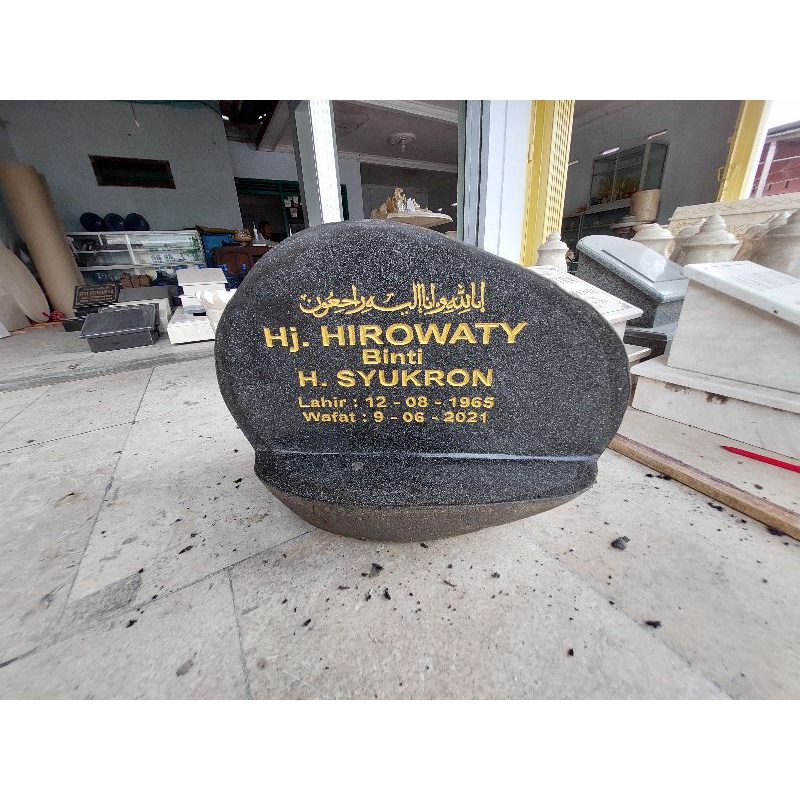 إنا لله وإنا إليه راجعون
Hj. HIROWATY
Binti
H. SYUKRON
Lahir : 12 - 08 - 1965
Wafat : 9 - 06 - 2021